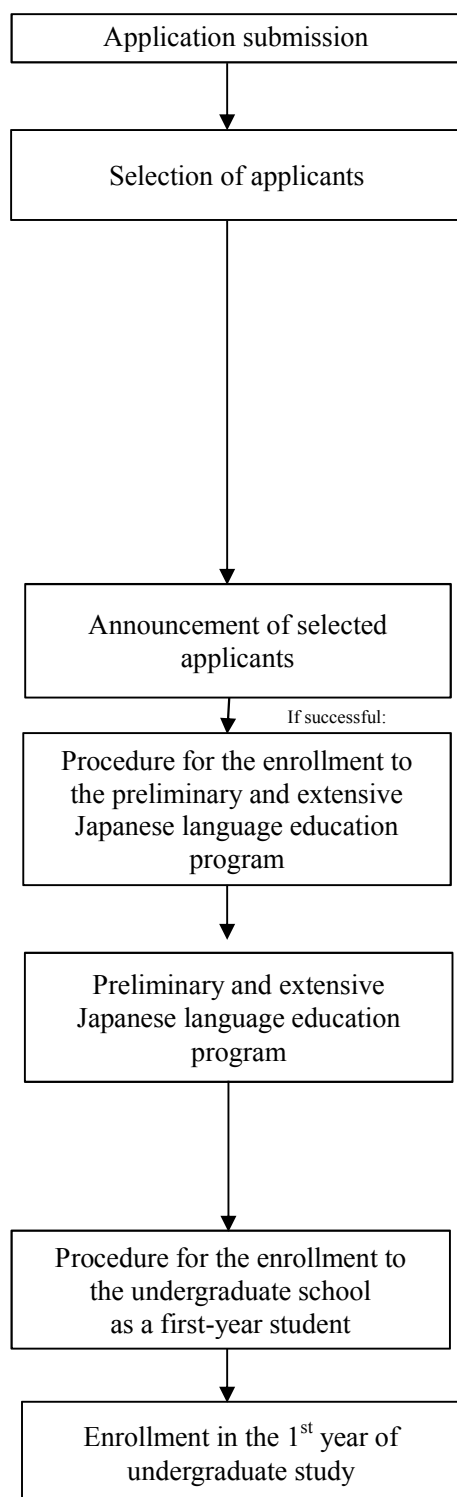 Application submission
Selection of applicants
Announcement of selected
applicants
If successful:
Procedure for the enrollment to
the preliminary and extensive
Japanese language education
program
Preliminary and extensive
Japanese language education
program
Procedure for the enrollment to
the undergraduate school
as a first-year student
Enrollment in the 1st year of
undergraduate study